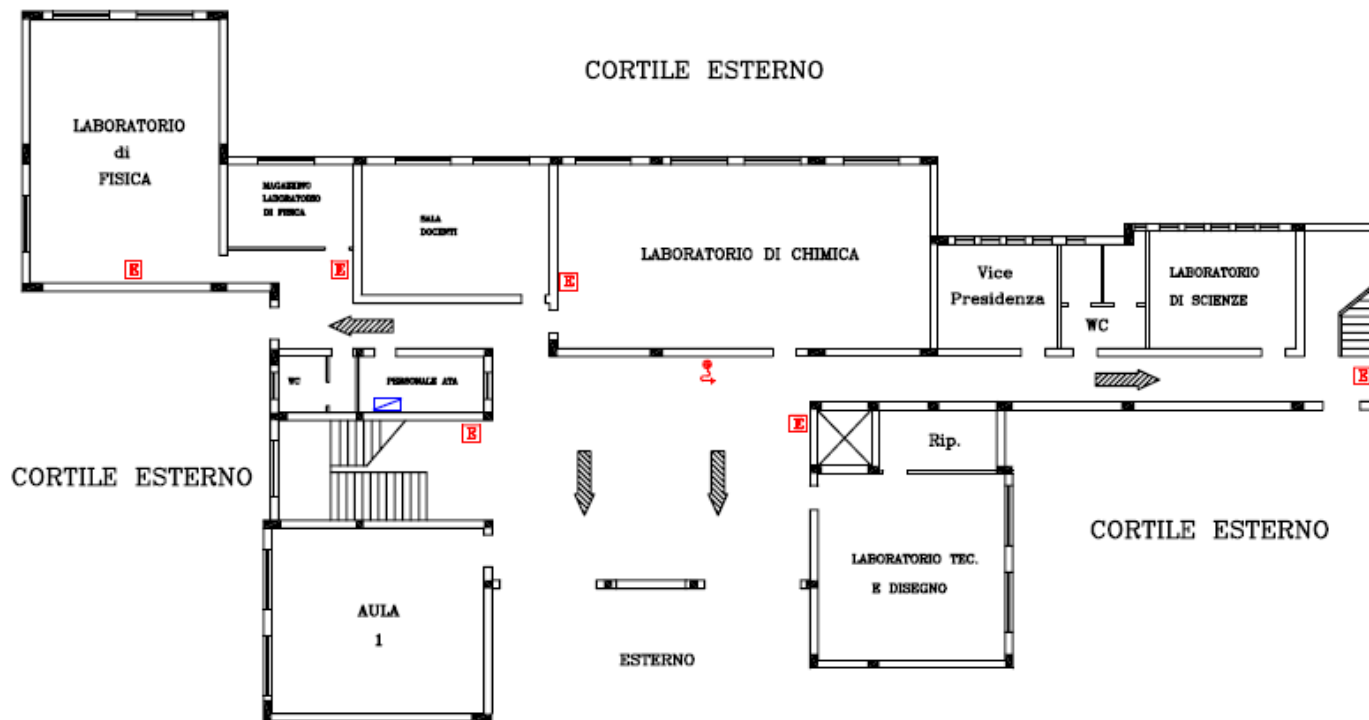 CORTILE ESTERNO
LABORATORIO
di
FISICA
MAGAZZINO
LABORATORIO
DI FISICA
SALA
DOCENTI
LABORATORIO DI CHIMICA
Vice
Presidenza
WC
LABORATORIO
DI SCIENZE
E
E
E
WC
PERSONALE ATA
E
E
E
Rip.
CORTILE ESTERNO
CORTILE ESTERNO
LABORATORIO TEC.
E DISEGNO
AULA
1
ESTERNO